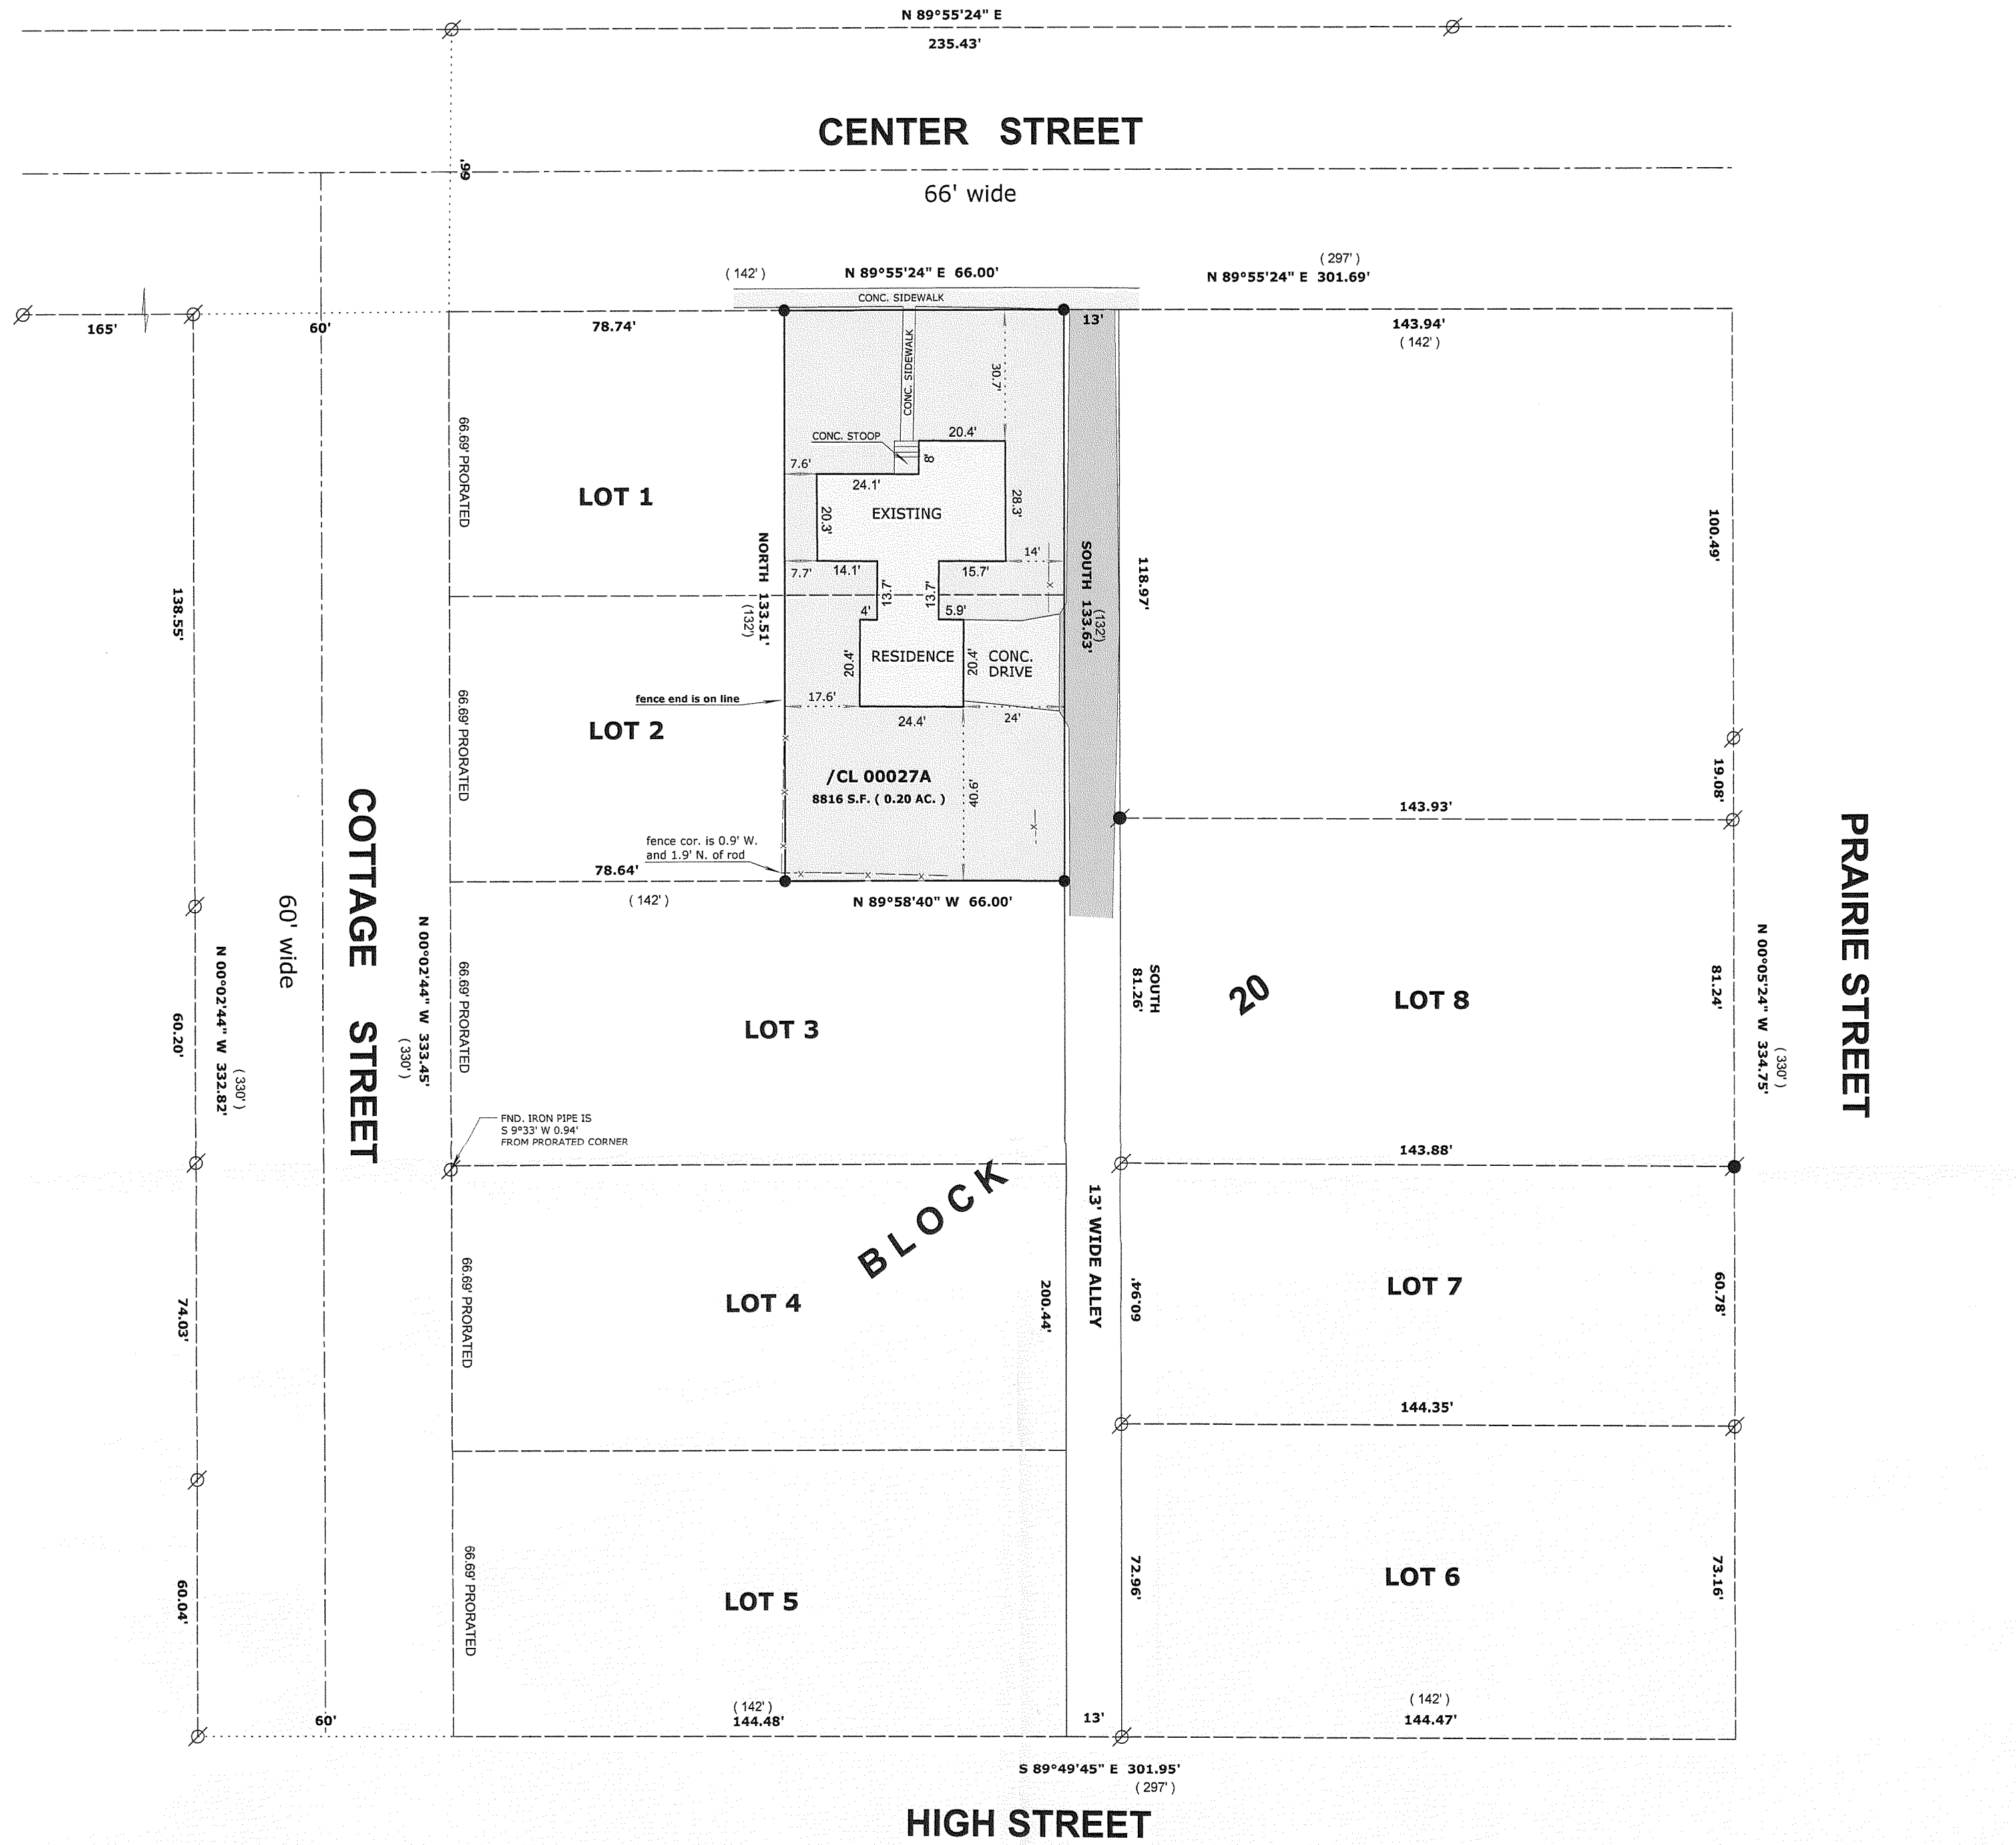 N 89°55'24" E
235.43'
CENTER STREET
66'
66' wide
( 142' )
N 89°55'24" E 66.00'
( 297' )
N 89°55'24" E 301.69'
CONC. SIDEWALK
165'
60'
78.74'
13'
143.94'
( 142' )
CONC. SIDEWALK
30.7'
CONC. STOOP
20.4'
8'
7.6'
24.1'
66.69' PRORATED
LOT 1
EXISTING
20.3'
28.3'
14'
7.7'
14.1'
15.7'
13.7'
13.7'
NORTH 133.51'
(132')
SOUTH 133.63'
(132')
118.97'
100.49'
138.55'
4'
5.9'
RESIDENCE
20.4'
20.4'
CONC.
DRIVE
fence end is on line
17.6'
24.4'
24'
66.69' PRORATED
LOT 2
/CL 00027A
8816 S.F. ( 0.20 AC. )
40.6'
19.08'
143.93'
fence cor. is 0.9' W.
and 1.9' N. of rod
78.64'
( 142' )
N 89°58'40" W 66.00'
COTTAGE STREET
60' wide
PRAIRIE STREET
N 00°02'44" W 332.82'
( 330' )
60.20'
N 00°02'44" W 333.45'
( 330' )
66.69' PRORATED
LOT 3
SOUTH
81.26'
20
LOT 8
81.24'
N 00°05'24" W 334.75'
( 330' )
FND. IRON PIPE IS
S 9°33' W 0.94'
FROM PRORATED CORNER
143.88'
BLOCK
13' WIDE ALLEY
74.03'
66.69' PRORATED
LOT 4
200.44'
60.94'
LOT 7
60.78'
144.35'
60.04'
66.69' PRORATED
LOT 5
72.96'
LOT 6
73.16'
60'
( 142' )
144.48'
13'
( 142' )
144.47'
S 89°49'45" E 301.95'
( 297' )
HIGH STREET